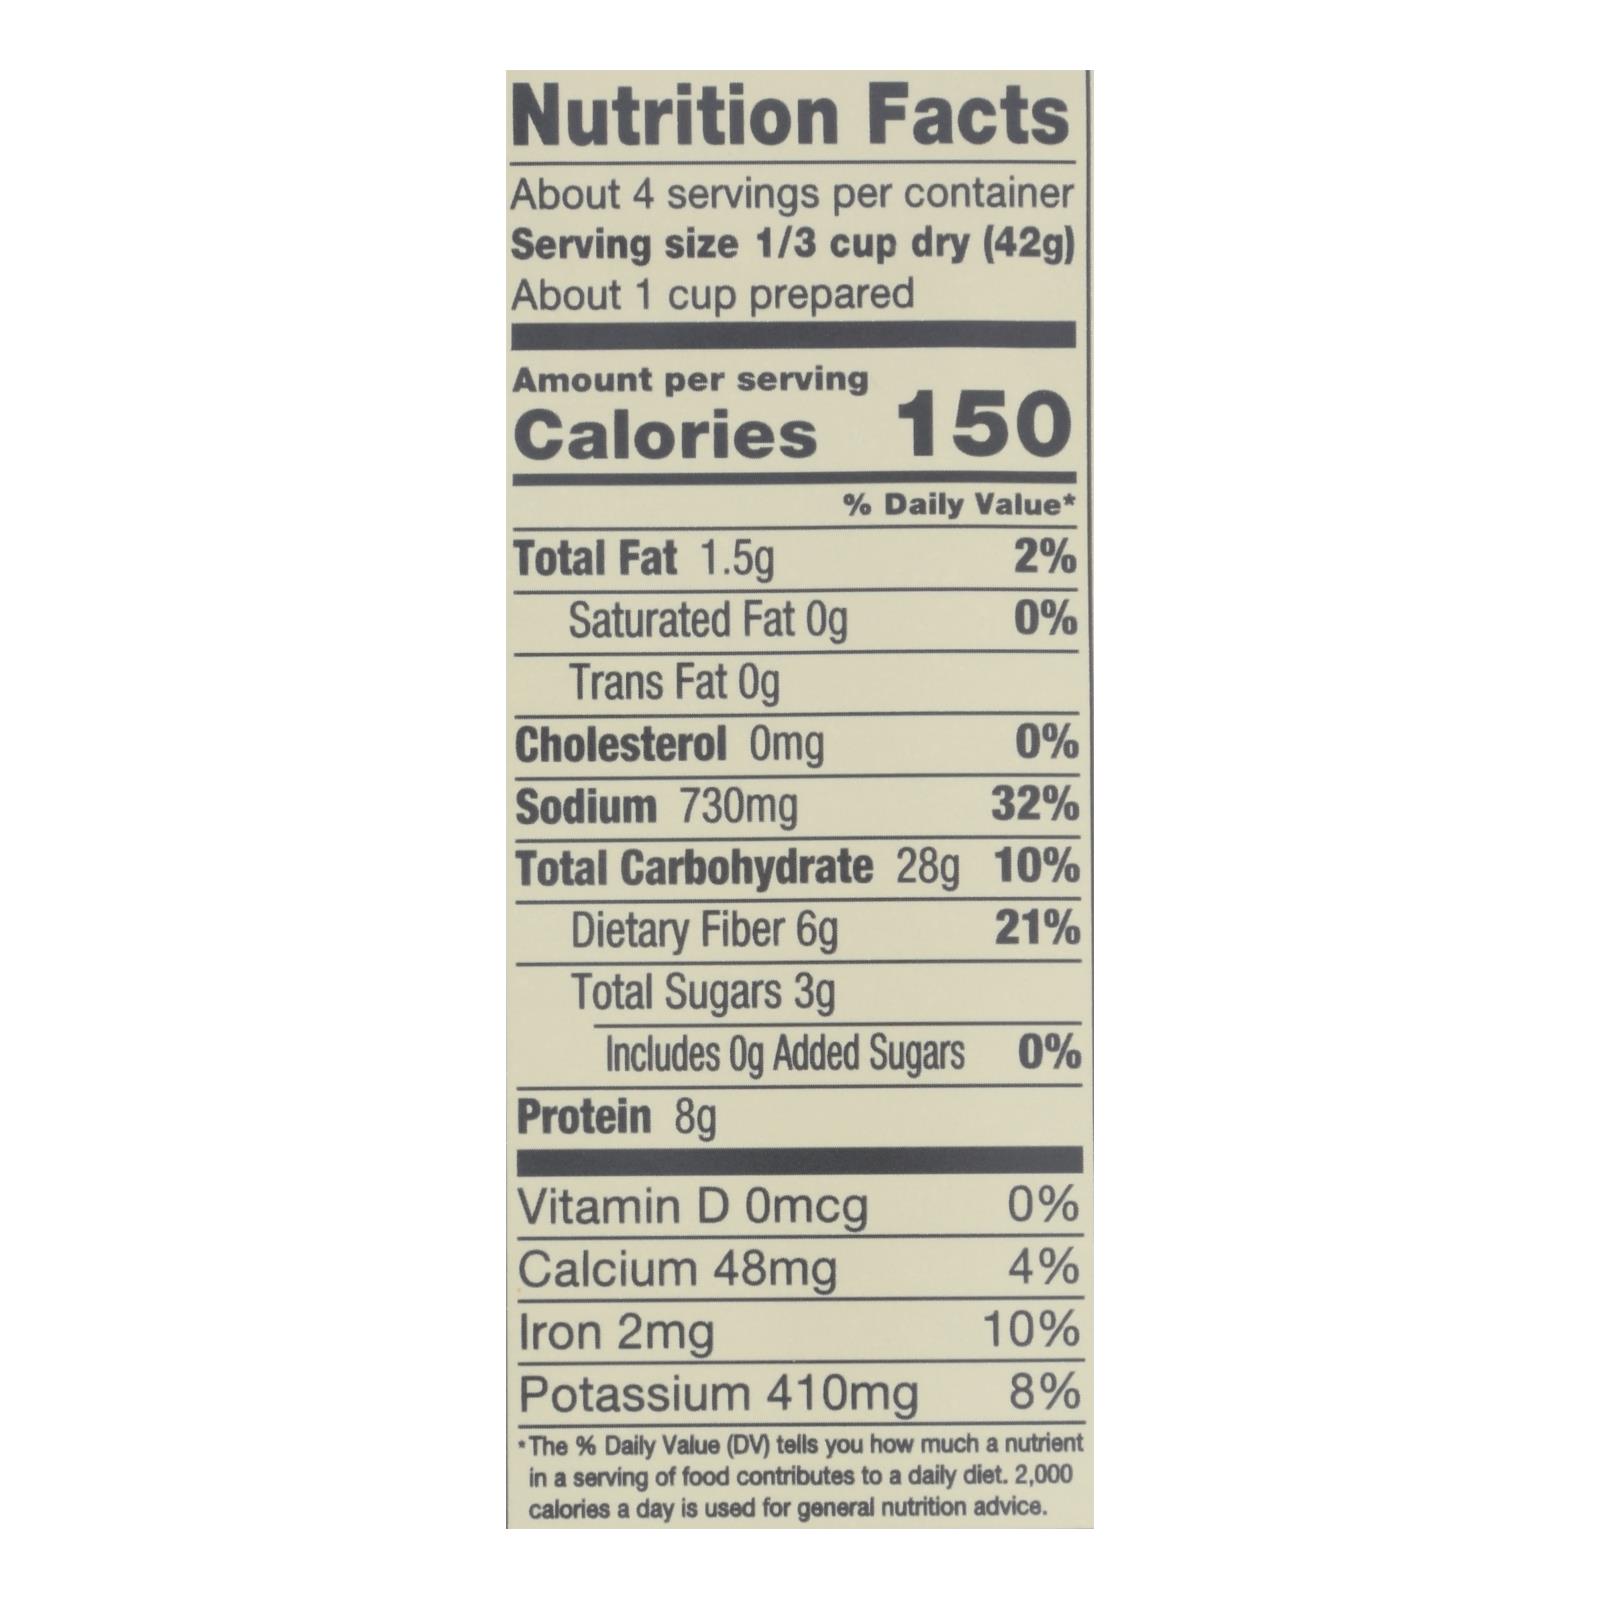 Nutrition Facts
About 4 servings per container
Serving size 1/3 cup dry (42g)
About 1 cup prepared
Amount per serving
Calories 150
% Daily Value*
Total Fat 1.5g 2%
Saturated Fat 0g 0%
Trans Fat 0g
Cholesterol 0mg 0%
Sodium 730mg 32%
Total Carbohydrate 28g 10%
Dietary Fiber 6g 21%
Total Sugars 3g
Includes 0g Added Sugars 0%
Protein 8g
Vitamin D 0mcg 0%
Calcium 48mg 4%
Iron 2mg 10%
Potassium 410mg 8%
*The % Daily Value (DV) tells you how much a nutrient
in a serving of food contributes to a daily diet. 2,000
calories a day is used for general nutrition advice.